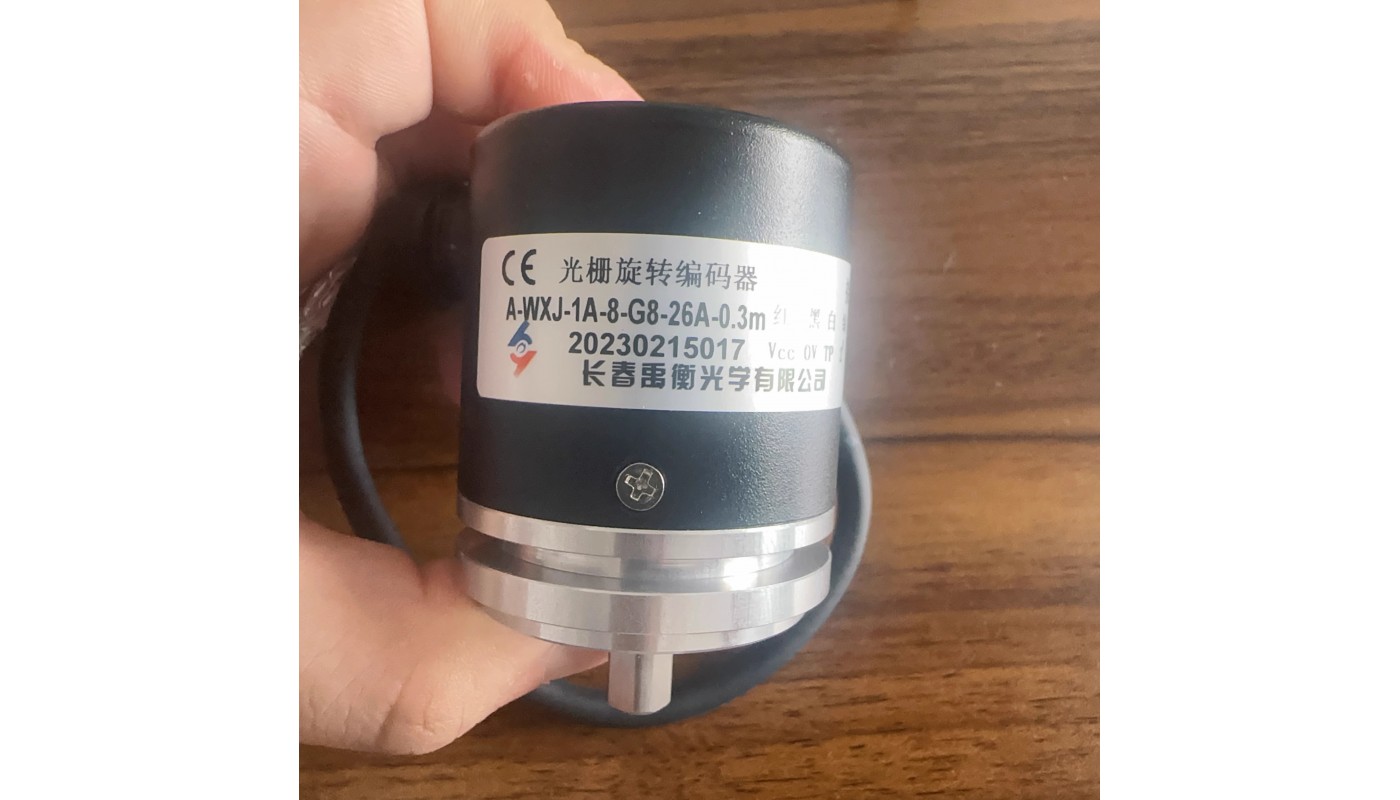 CE 光栅旋转编码器
A-WXJ-1A-8-G8-26A-0.3m 红 黑 白
20230215017 Vcc 0V TP
长春禹衡光学有限公司